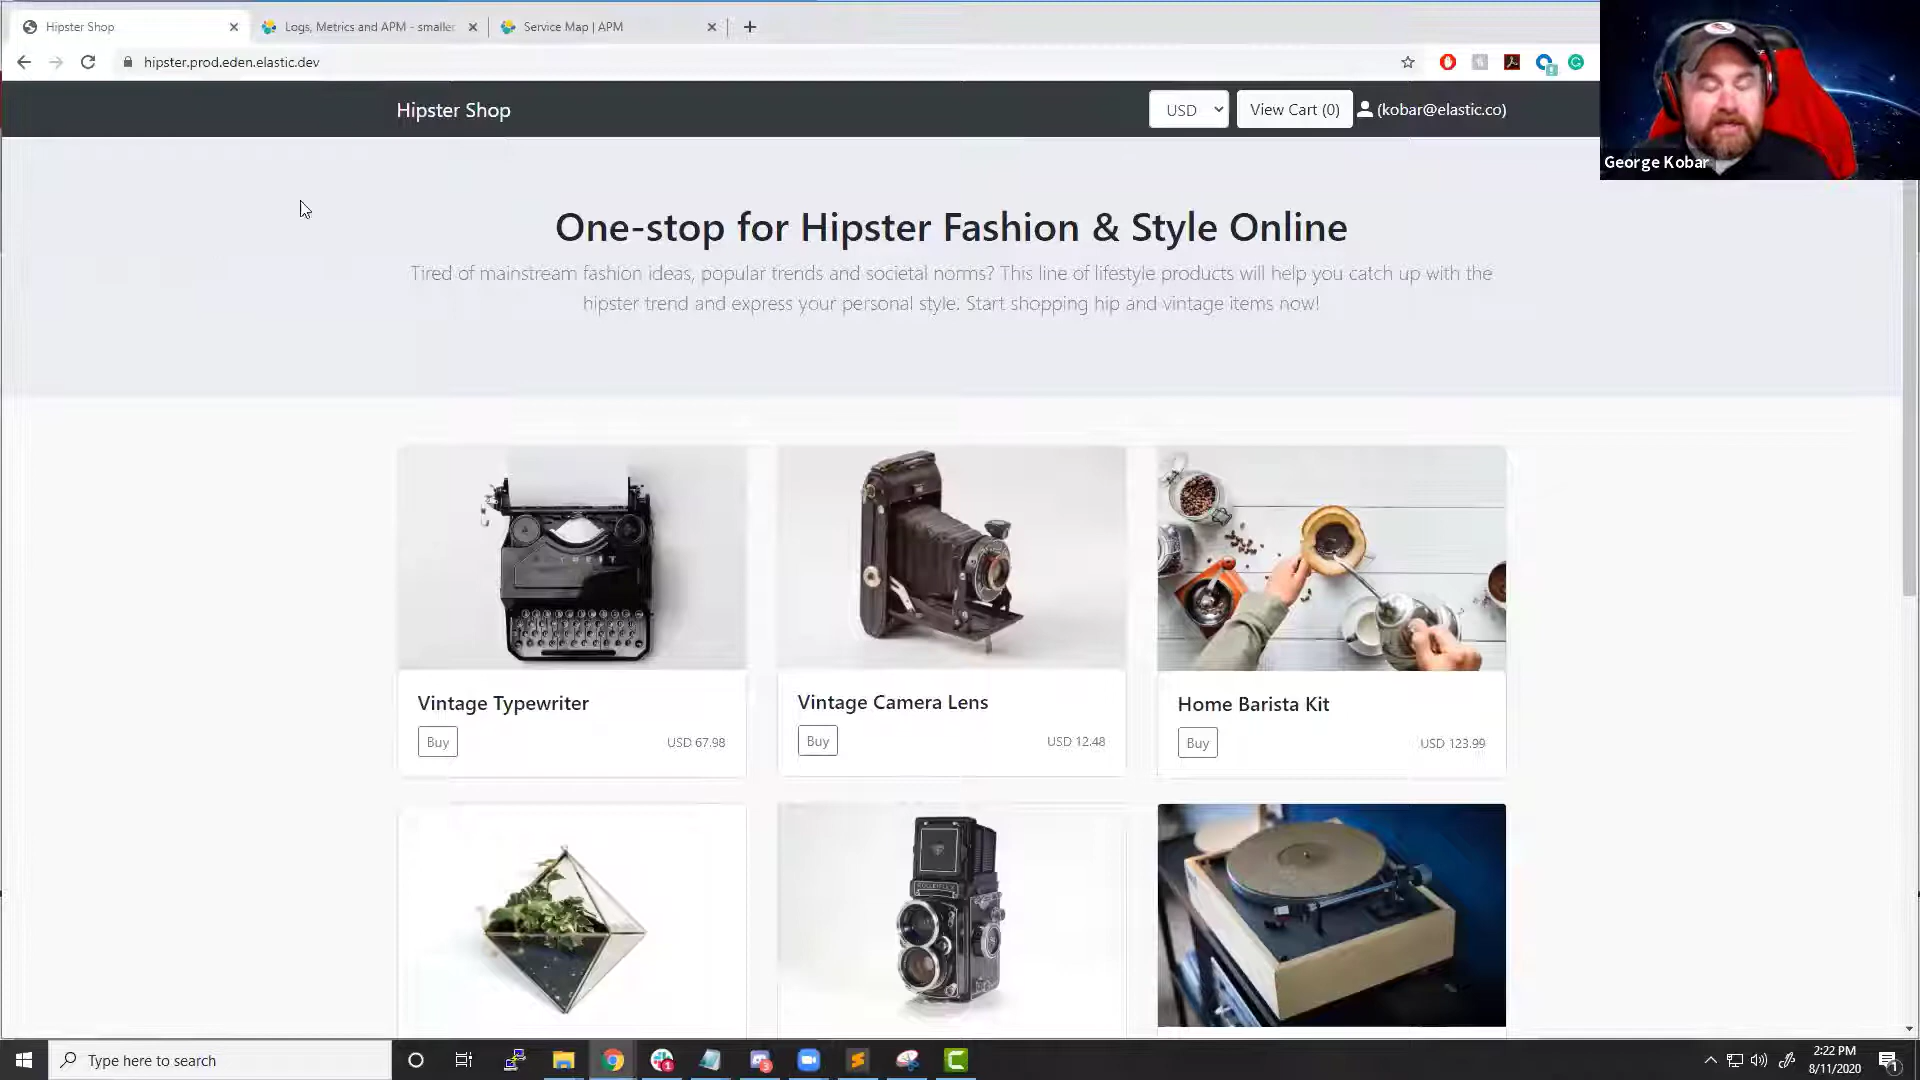 Hipster Shop
Logs, Metrics and APM - smaller
Service Map | APM
hipster.prod.eden.elastic.dev
Hipster Shop
USD
View Cart (0)
(kobar@elastic.co)
George Kobar
One-stop for Hipster Fashion & Style Online
Tired of mainstream fashion ideas, popular trends and societal norms? This line of lifestyle products will help you catch up with the
hipster trend and express your personal style. Start shopping hip and vintage items now!
Vintage Typewriter
Buy
USD 67.98
Vintage Camera Lens
Buy
USD 12.48
Home Barista Kit
Buy
USD 123.99
Type here to search
2:22 PM
8/11/2020